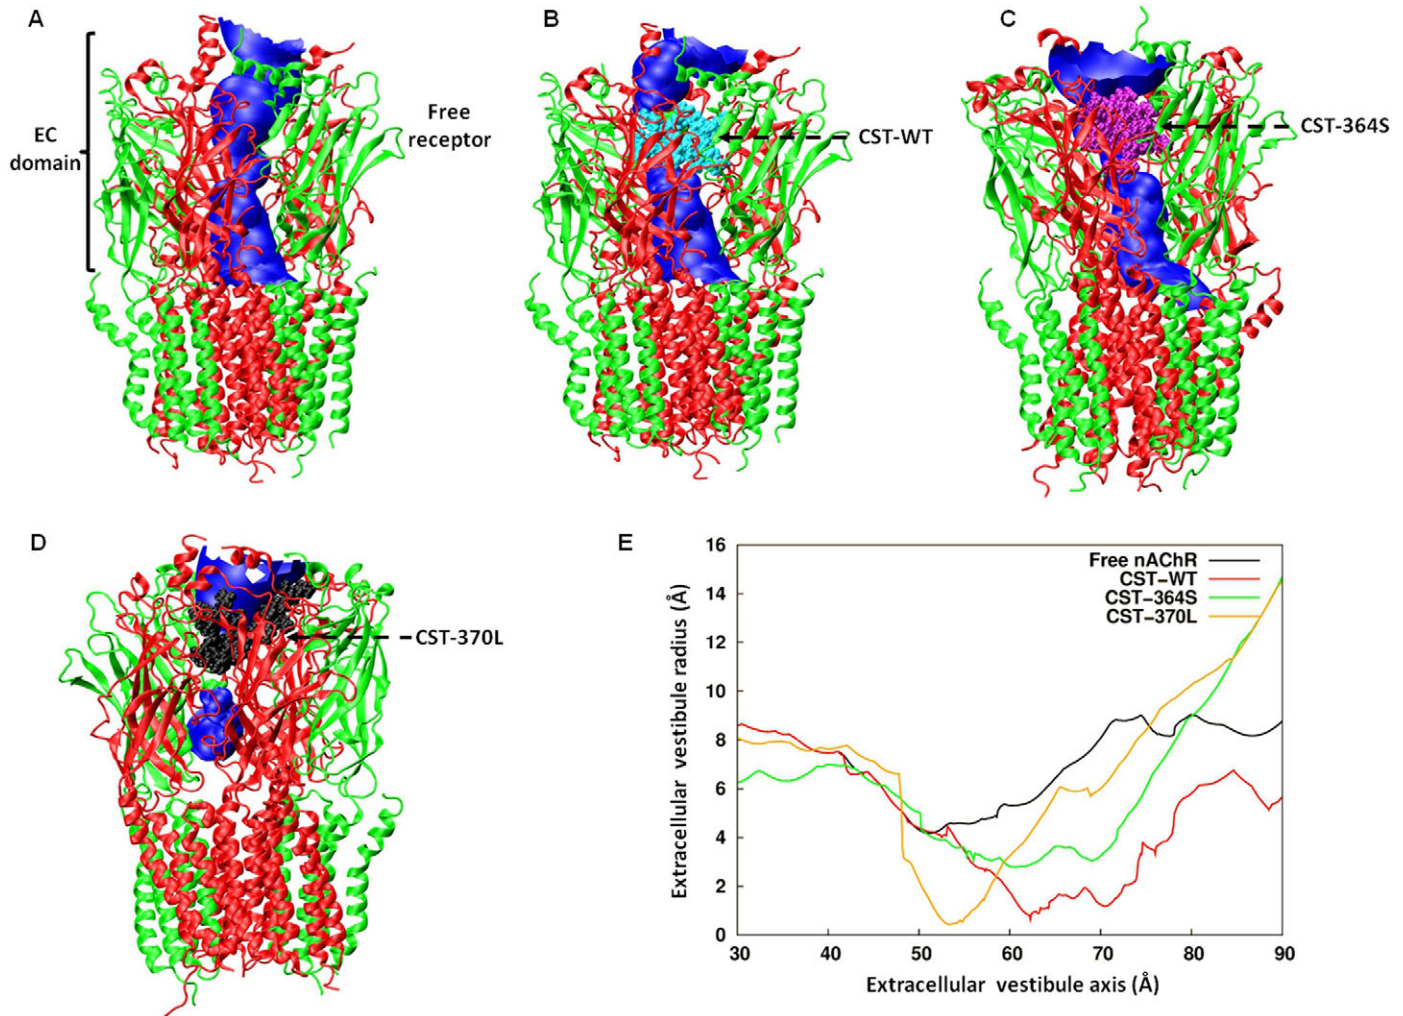 A
EC
domain
Free
receptor
B
CST-WT
C
CST-364S
D
CST-370L
E
Extracellular vestibule radius (Å)
16
14
12
10
8
6
4
2
0
Free nAChR
CST–WT
CST–364S
CST–370L
30 40 50 60 70 80 90
Extracellular vestibule axis (Å)